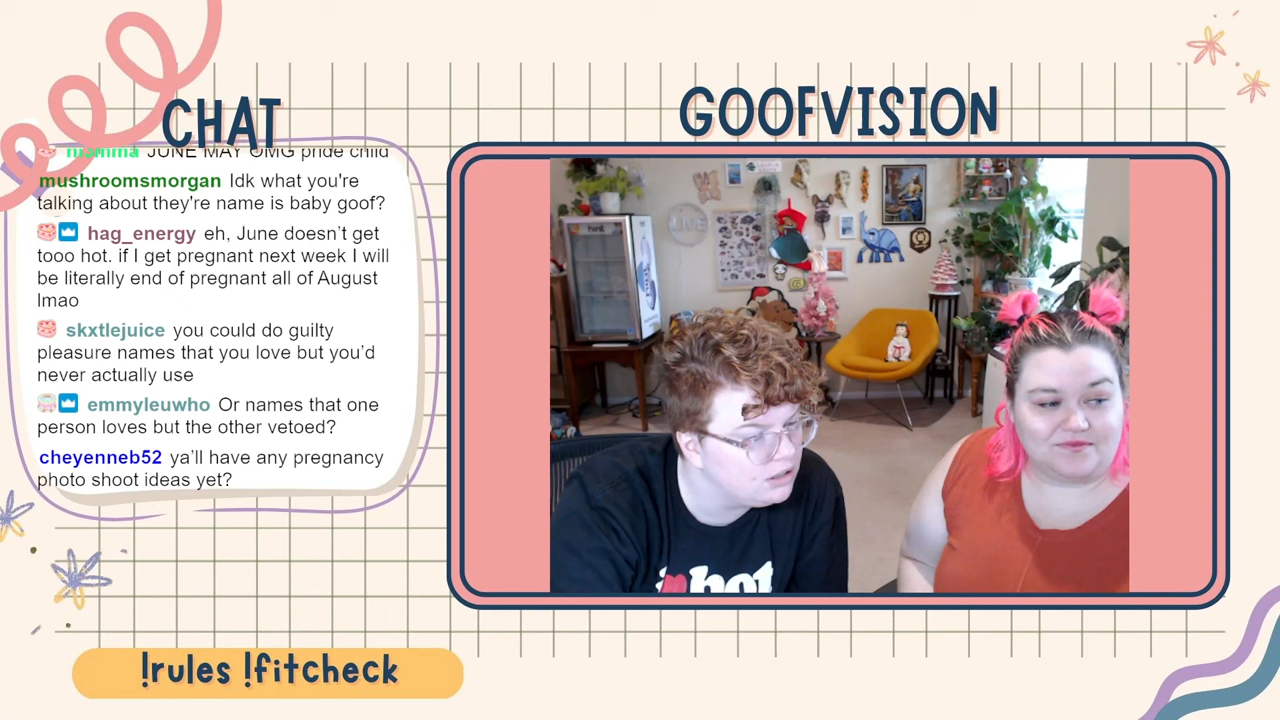 CHAT
GOOFVISION
JUNE MAY OMG pride child
mushroomsmorgan Idk what you're
talking about they're name is baby goof?
hag_energy eh, June doesn't get
tooo hot. if I get pregnant next week I will
be literally end of pregnant all of August
lmao
skxtlejuice you could do guilty
pleasure names that you love but you'd
never actually use
emmyleuwho Or names that one
person loves but the other vetoed?
cheyenneb52 ya'll have any pregnancy
photo shoot ideas yet?
LIVE
hot
!rules !fitcheck